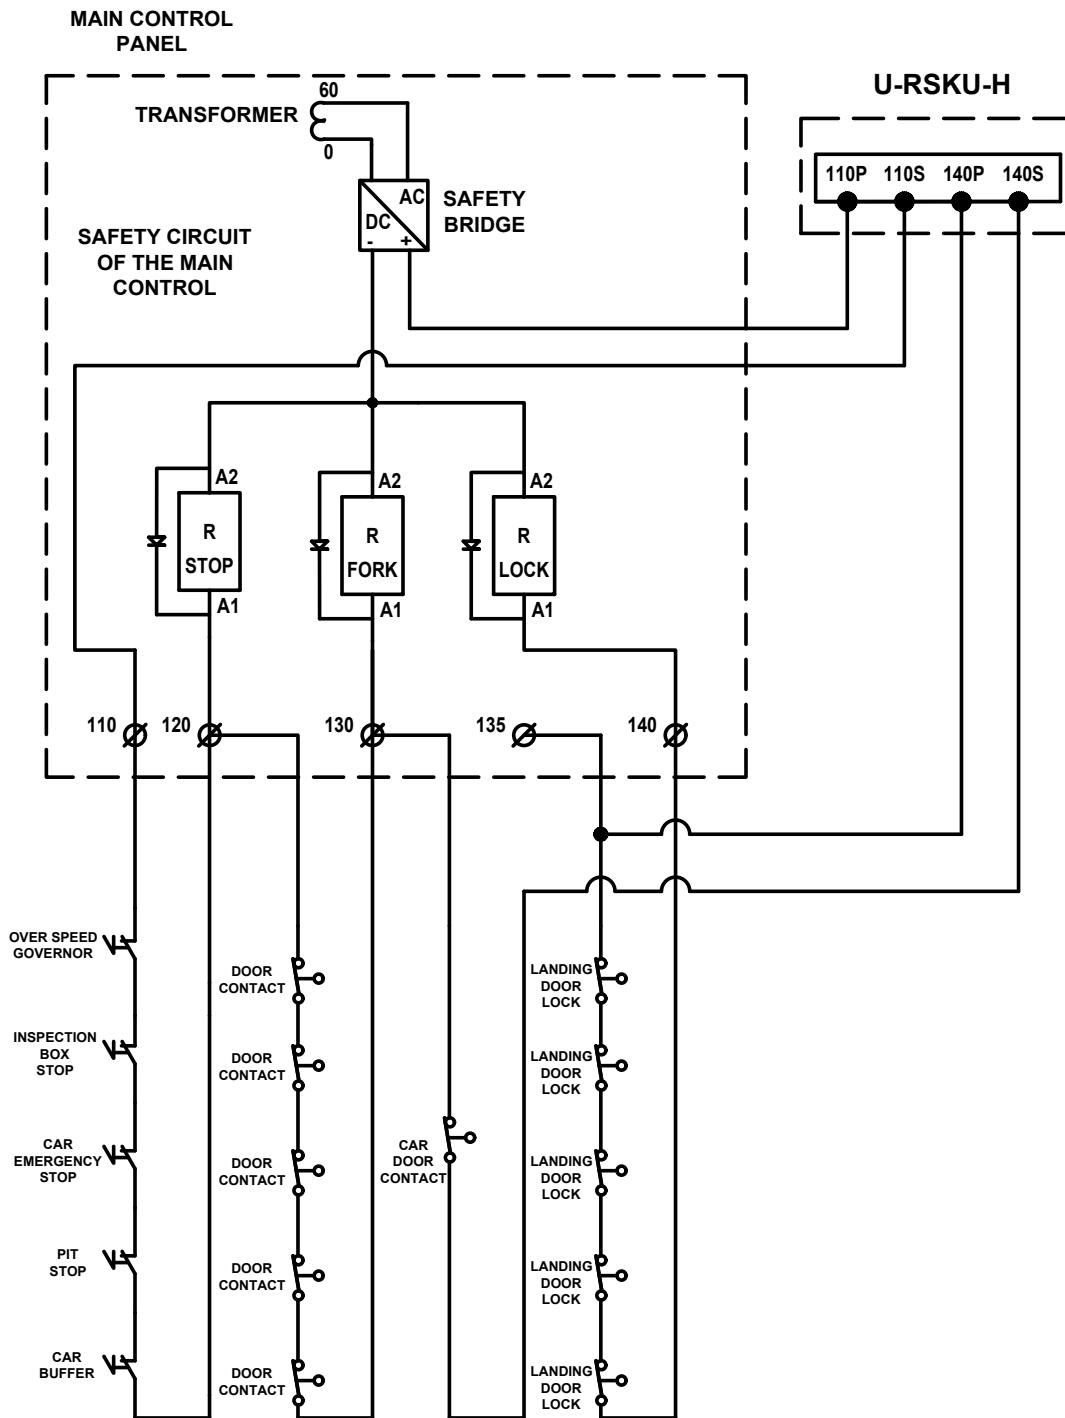 MAIN CONTROL
PANEL
U-RSKU-H
60
TRANSFORMER
0
110P 110S 140P 140S
AC
DC
- +
SAFETY
BRIDGE
SAFETY CIRCUIT
OF THE MAIN
CONTROL
A2
R
STOP
A1
A2
R
FORK
A1
A2
R
LOCK
A1
110
120
130
135
140
OVER SPEED
GOVERNOR
INSPECTION
BOX
STOP
CAR
EMERGENCY
STOP
PIT
STOP
CAR
BUFFER
DOOR
CONTACT
DOOR
CONTACT
DOOR
CONTACT
DOOR
CONTACT
DOOR
CONTACT
CAR
DOOR
CONTACT
LANDING
DOOR
LOCK
LANDING
DOOR
LOCK
LANDING
DOOR
LOCK
LANDING
DOOR
LOCK
LANDING
DOOR
LOCK